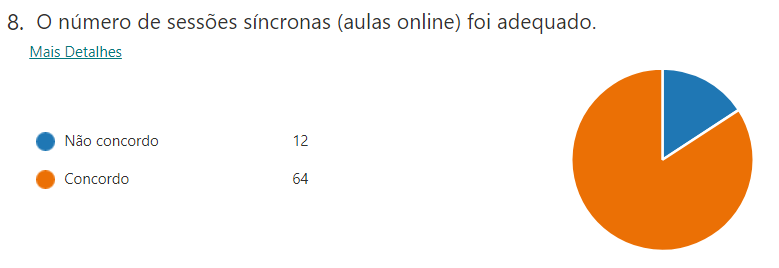 8. O número de sessões síncronas (aulas online) foi adequado.
Mais Detalhes
Não concordo 12
Concordo 64